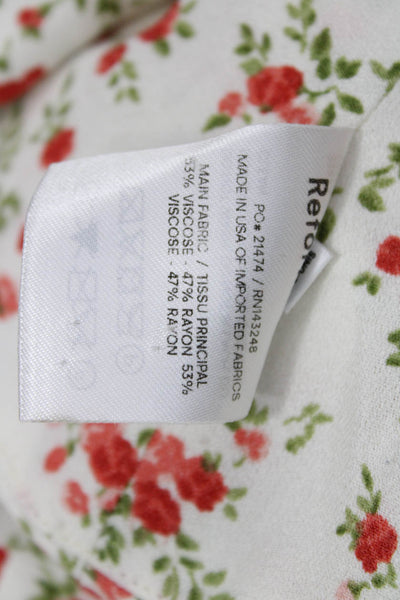 Refor
PO# 21474 / RN143248
MADE IN USA OF IMPORTED FABRICS
MAIN FABRIC / TISSU PRINCIPAL
53% VISCOSE - 47% RAYON 53%
VISCOSE - 47% RAYON